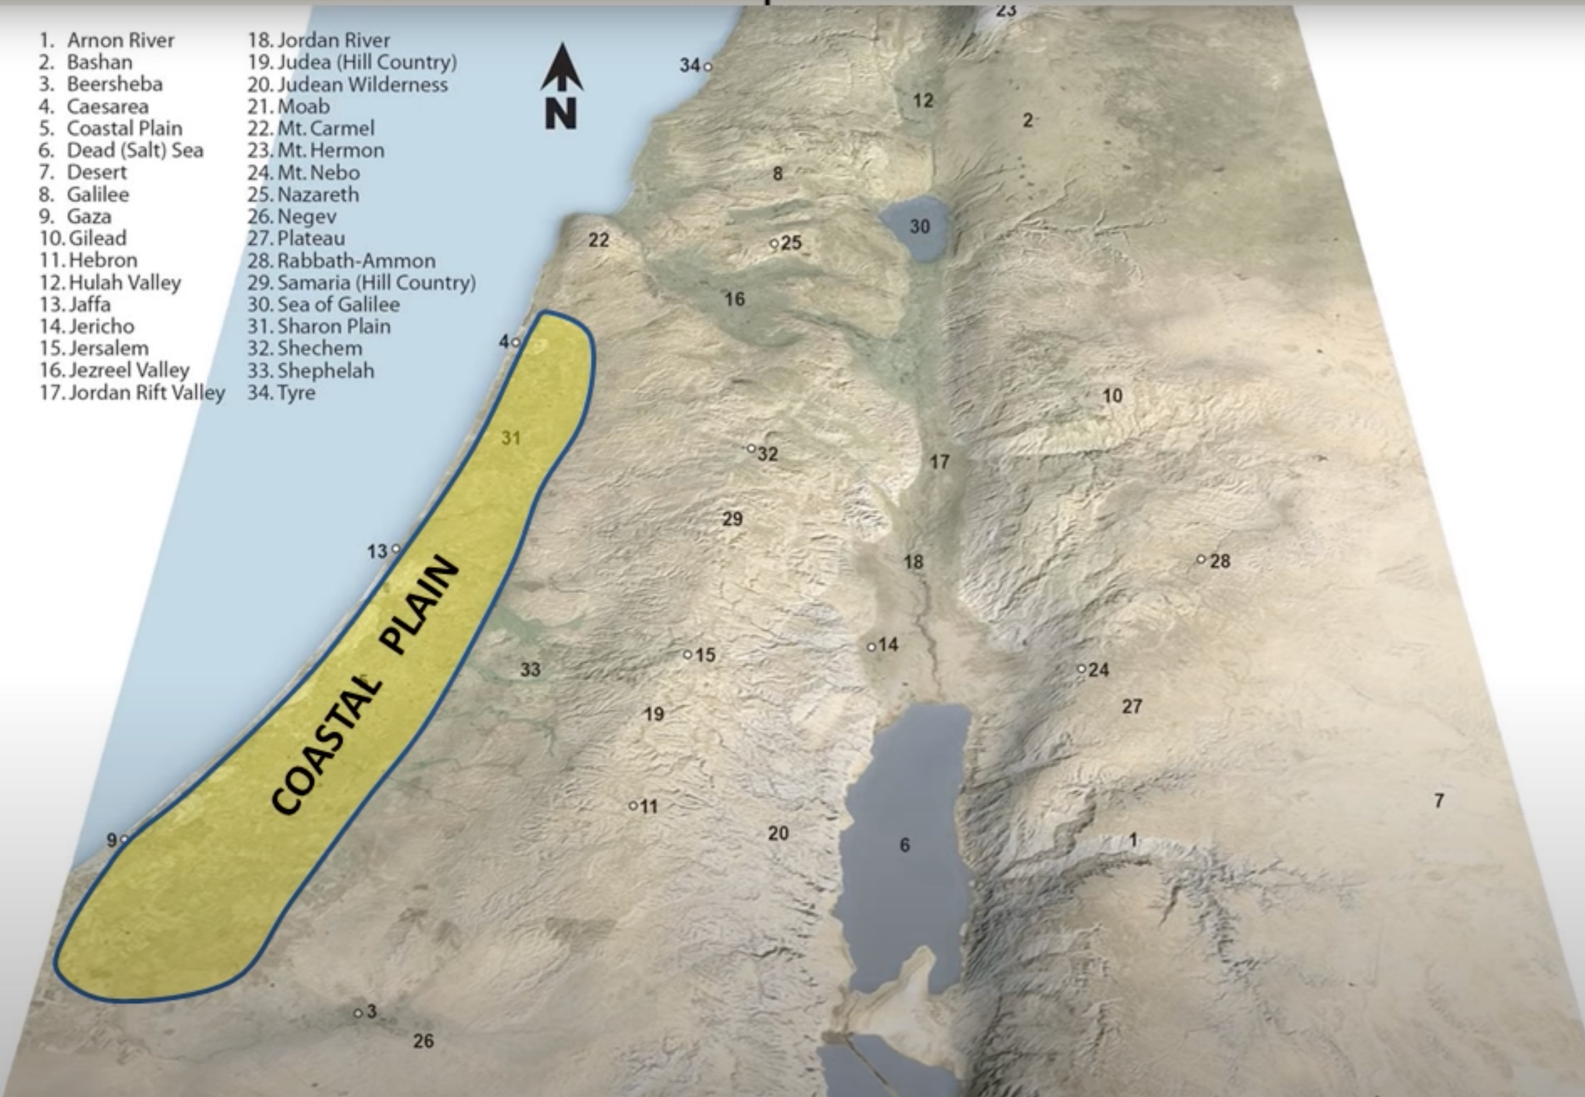 1. Arnon River
2. Bashan
3. Beersheba
4. Caesarea
5. Coastal Plain
6. Dead (Salt) Sea
7. Desert
8. Galilee
9. Gaza
10. Gilead
11. Hebron
12. Hulah Valley
13. Jaffa
14. Jericho
15. Jersalem
16. Jezreel Valley
17. Jordan Rift Valley
18. Jordan River
19. Judea (Hill Country)
20. Judean Wilderness
21. Moab
22. Mt. Carmel
23. Mt. Hermon
24. Mt. Nebo
25. Nazareth
26. Negev
27. Plateau
28. Rabbath-Ammon
29. Samaria (Hill Country)
30. Sea of Galilee
31. Sharon Plain
32. Shechem
33. Shephelah
34. Tyre
N
23
34
12
2
8
30
22
25
16
4
10
31
32
17
29
13
18
28
COASTAL PLAIN
33
15
14
24
19
27
11
7
9
20
6
1
3
26